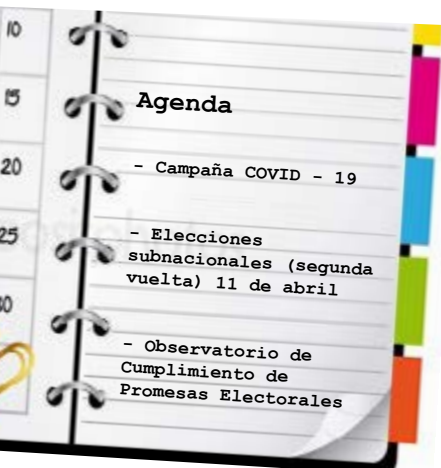 10
15
20
25
Agenda
- Campaña COVID - 19
- Elecciones
subnacionales (segunda
vuelta) 11 de abril
- Observatorio de
Cumplimiento de
Promesas Electorales